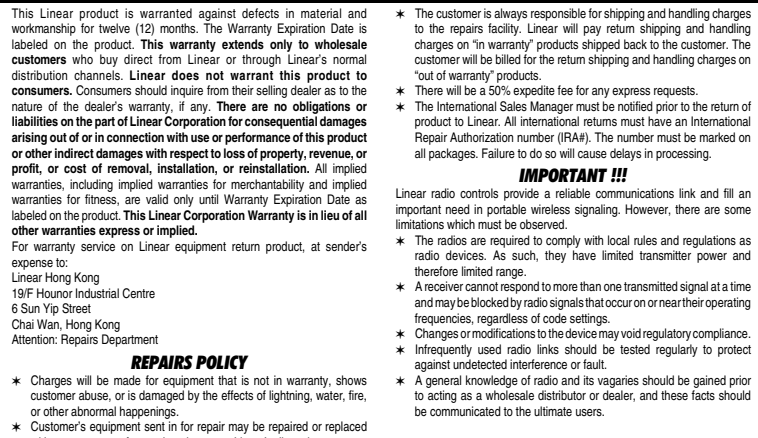 This Linear product is warranted against defects in material and
workmanship for twelve (12) months. The Warranty Expiration Date is
labeled on the product. This warranty extends only to wholesale
customers who buy direct from Linear or through Linear's normal
distribution channels. Linear does not warrant this product to
consumers. Consumers should inquire from their selling dealer as to the
nature of the dealer's warranty, if any. There are no obligations or
liabilities on the part of Linear Corporation for consequential damages
arising out of or in connection with use or performance of this product
or other indirect damages with respect to loss of property, revenue, or
profit, or cost of removal, installation, or reinstallation. All implied
warranties, including implied warranties for merchantability and implied
warranties for fitness, are valid only until Warranty Expiration Date as
labeled on the product. This Linear Corporation Warranty is in lieu of all
other warranties express or implied.
For warranty service on Linear equipment return product, at sender's
expense to:
Linear Hong Kong
19/F Hounor Industrial Centre
6 Sun Yip Street
Chai Wan, Hong Kong
Attention: Repairs Department
REPAIRS POLICY
✶ Charges will be made for equipment that is not in warranty, shows
customer abuse, or is damaged by the effects of lightning, water, fire,
or other abnormal happenings.
✶ Customer's equipment sent in for repair may be repaired or replaced
✶ The customer is always responsible for shipping and handling charges
to the repairs facility. Linear will pay return shipping and handling
charges on "in warranty" products shipped back to the customer. The
customer will be billed for the return shipping and handling charges on
"out of warranty" products.
✶ There will be a 50% expedite fee for any express requests.
✶ The International Sales Manager must be notified prior to the return of
product to Linear. All international returns must have an International
Repair Authorization number (IRA#). The number must be marked on
all packages. Failure to do so will cause delays in processing.
IMPORTANT !!!
Linear radio controls provide a reliable communications link and fill an
important need in portable wireless signaling. However, there are some
limitations which must be observed.
✶ The radios are required to comply with local rules and regulations as
radio devices. As such, they have limited transmitter power and
therefore limited range.
✶ A receiver cannot respond to more than one transmitted signal at a time
and may be blocked by radio signals that occur on or near their operating
frequencies, regardless of code settings.
✶ Changes or modifications to the device may void regulatory compliance.
✶ Infrequently used radio links should be tested regularly to protect
against undetected interference or fault.
✶ A general knowledge of radio and its vagaries should be gained prior
to acting as a wholesale distributor or dealer, and these facts should
be communicated to the ultimate users.